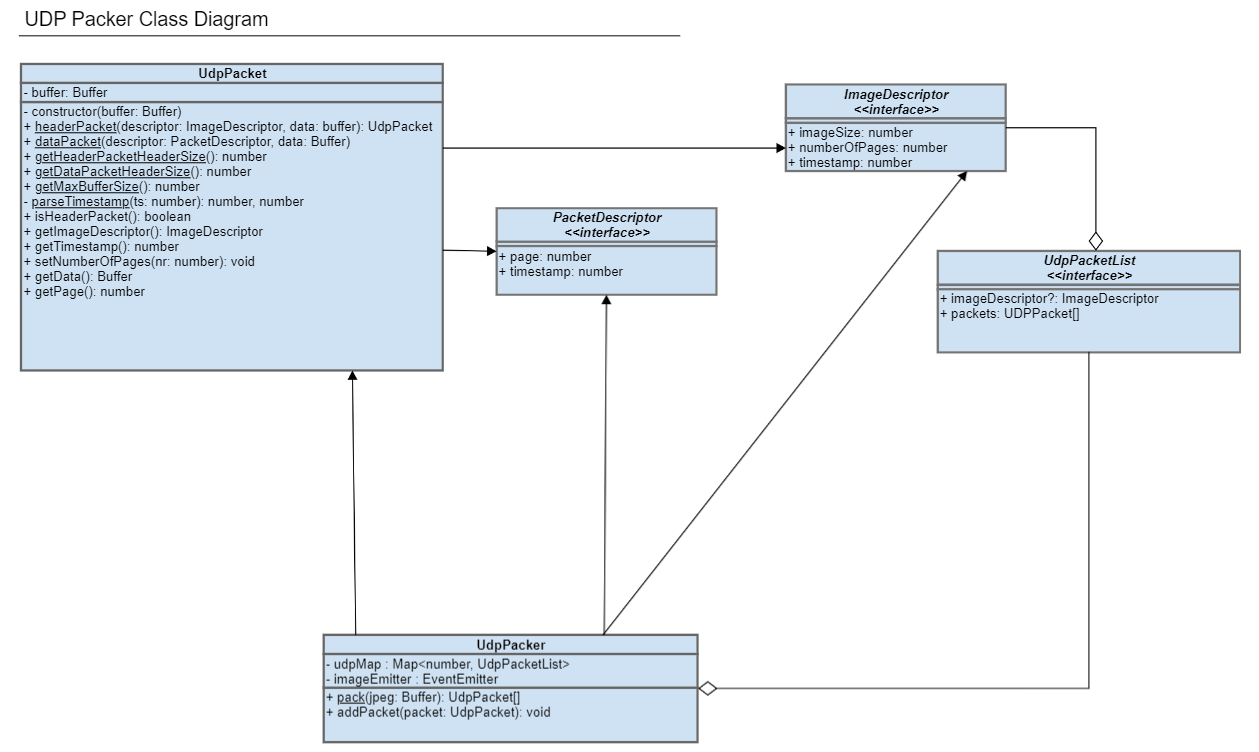 UDP Packer Class Diagram
UdpPacket
- buffer: Buffer
- constructor(buffer: Buffer)
+ headerPacket(descriptor: ImageDescriptor, data: buffer): UdpPacket
+ dataPacket(descriptor: PacketDescriptor, data: Buffer)
+ getHeaderPacketHeaderSize(): number
+ getDataPacketHeaderSize(): number
+ getMaxBufferSize(): number
- parseTimestamp(ts: number): number, number
+ isHeaderPacket(): boolean
+ getImageDescriptor(): ImageDescriptor
+ getTimestamp(): number
+ setNumberOfPages(nr: number): void
+ getData(): Buffer
+ getPage(): number
PacketDescriptor
<<interface>>
+ page: number
+ timestamp: number
ImageDescriptor
<<interface>>
+ imageSize: number
+ numberOfPages: number
+ timestamp: number
UdpPacketList
<<interface>>
+ imageDescriptor?: ImageDescriptor
+ packets: UDPPacket[]
UdpPacker
- udpMap : Map<number, UdpPacketList>
- imageEmitter : EventEmitter
+ pack(jpeg: Buffer): UdpPacket[]
+ addPacket(packet: UdpPacket): void